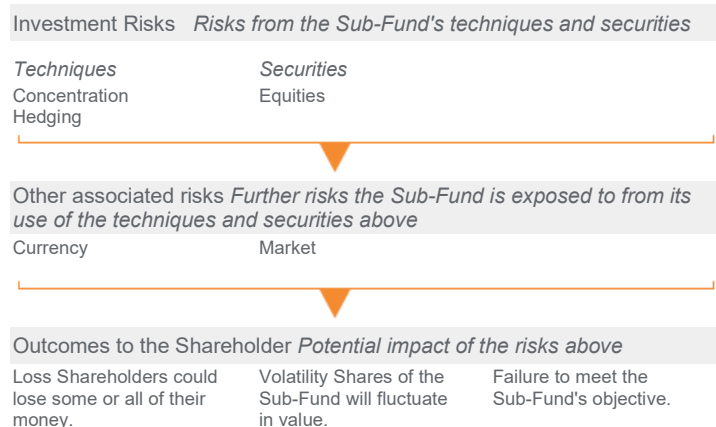 Investment Risks Risks from the Sub-Fund's techniques and securities
Techniques
Securities
Concentration
Equities
Hedging
Other associated risks Further risks the Sub-Fund is exposed to from its
use of the techniques and securities above
Currency
Market
Outcomes to the Shareholder Potential impact of the risks above
Loss Shareholders could
lose some or all of their
money.
Volatility Shares of the
Sub-Fund will fluctuate
in value.
Failure to meet the
Sub-Fund's objective.